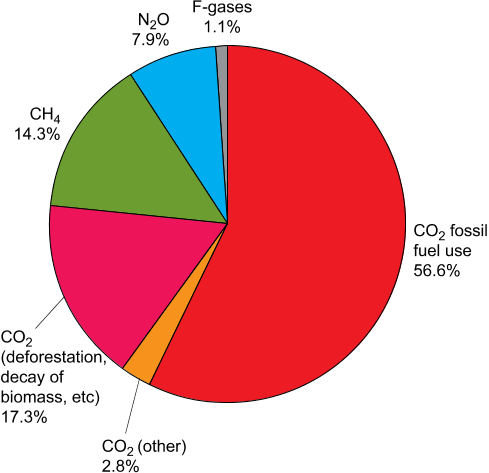 F-gases
1.1%
N₂O
7.9%
CH₄
14.3%
CO₂ fossil
fuel use
56.6%
CO₂
(deforestation,
decay of
biomass, etc)
17.3%
CO₂ (other)
2.8%